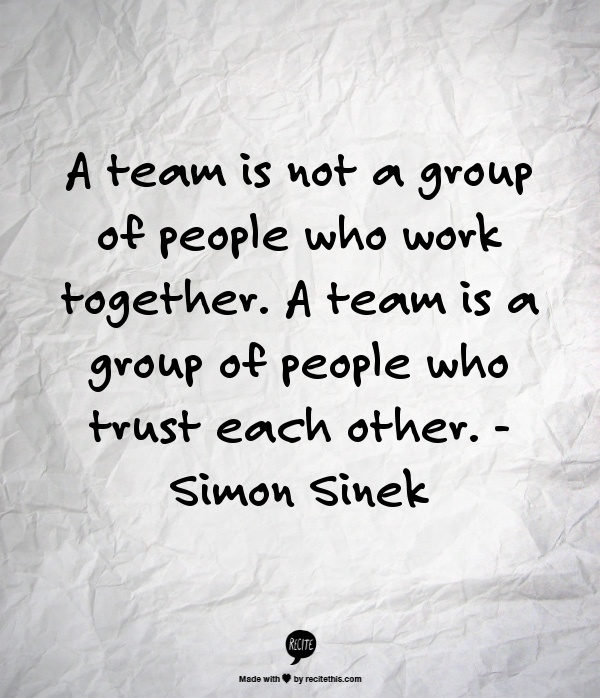 A team is not a group
of people who work
together. A team is a
group of people who
trust each other. -
Simon Sinek
RECITE
Made with ♥ by recitethis.com